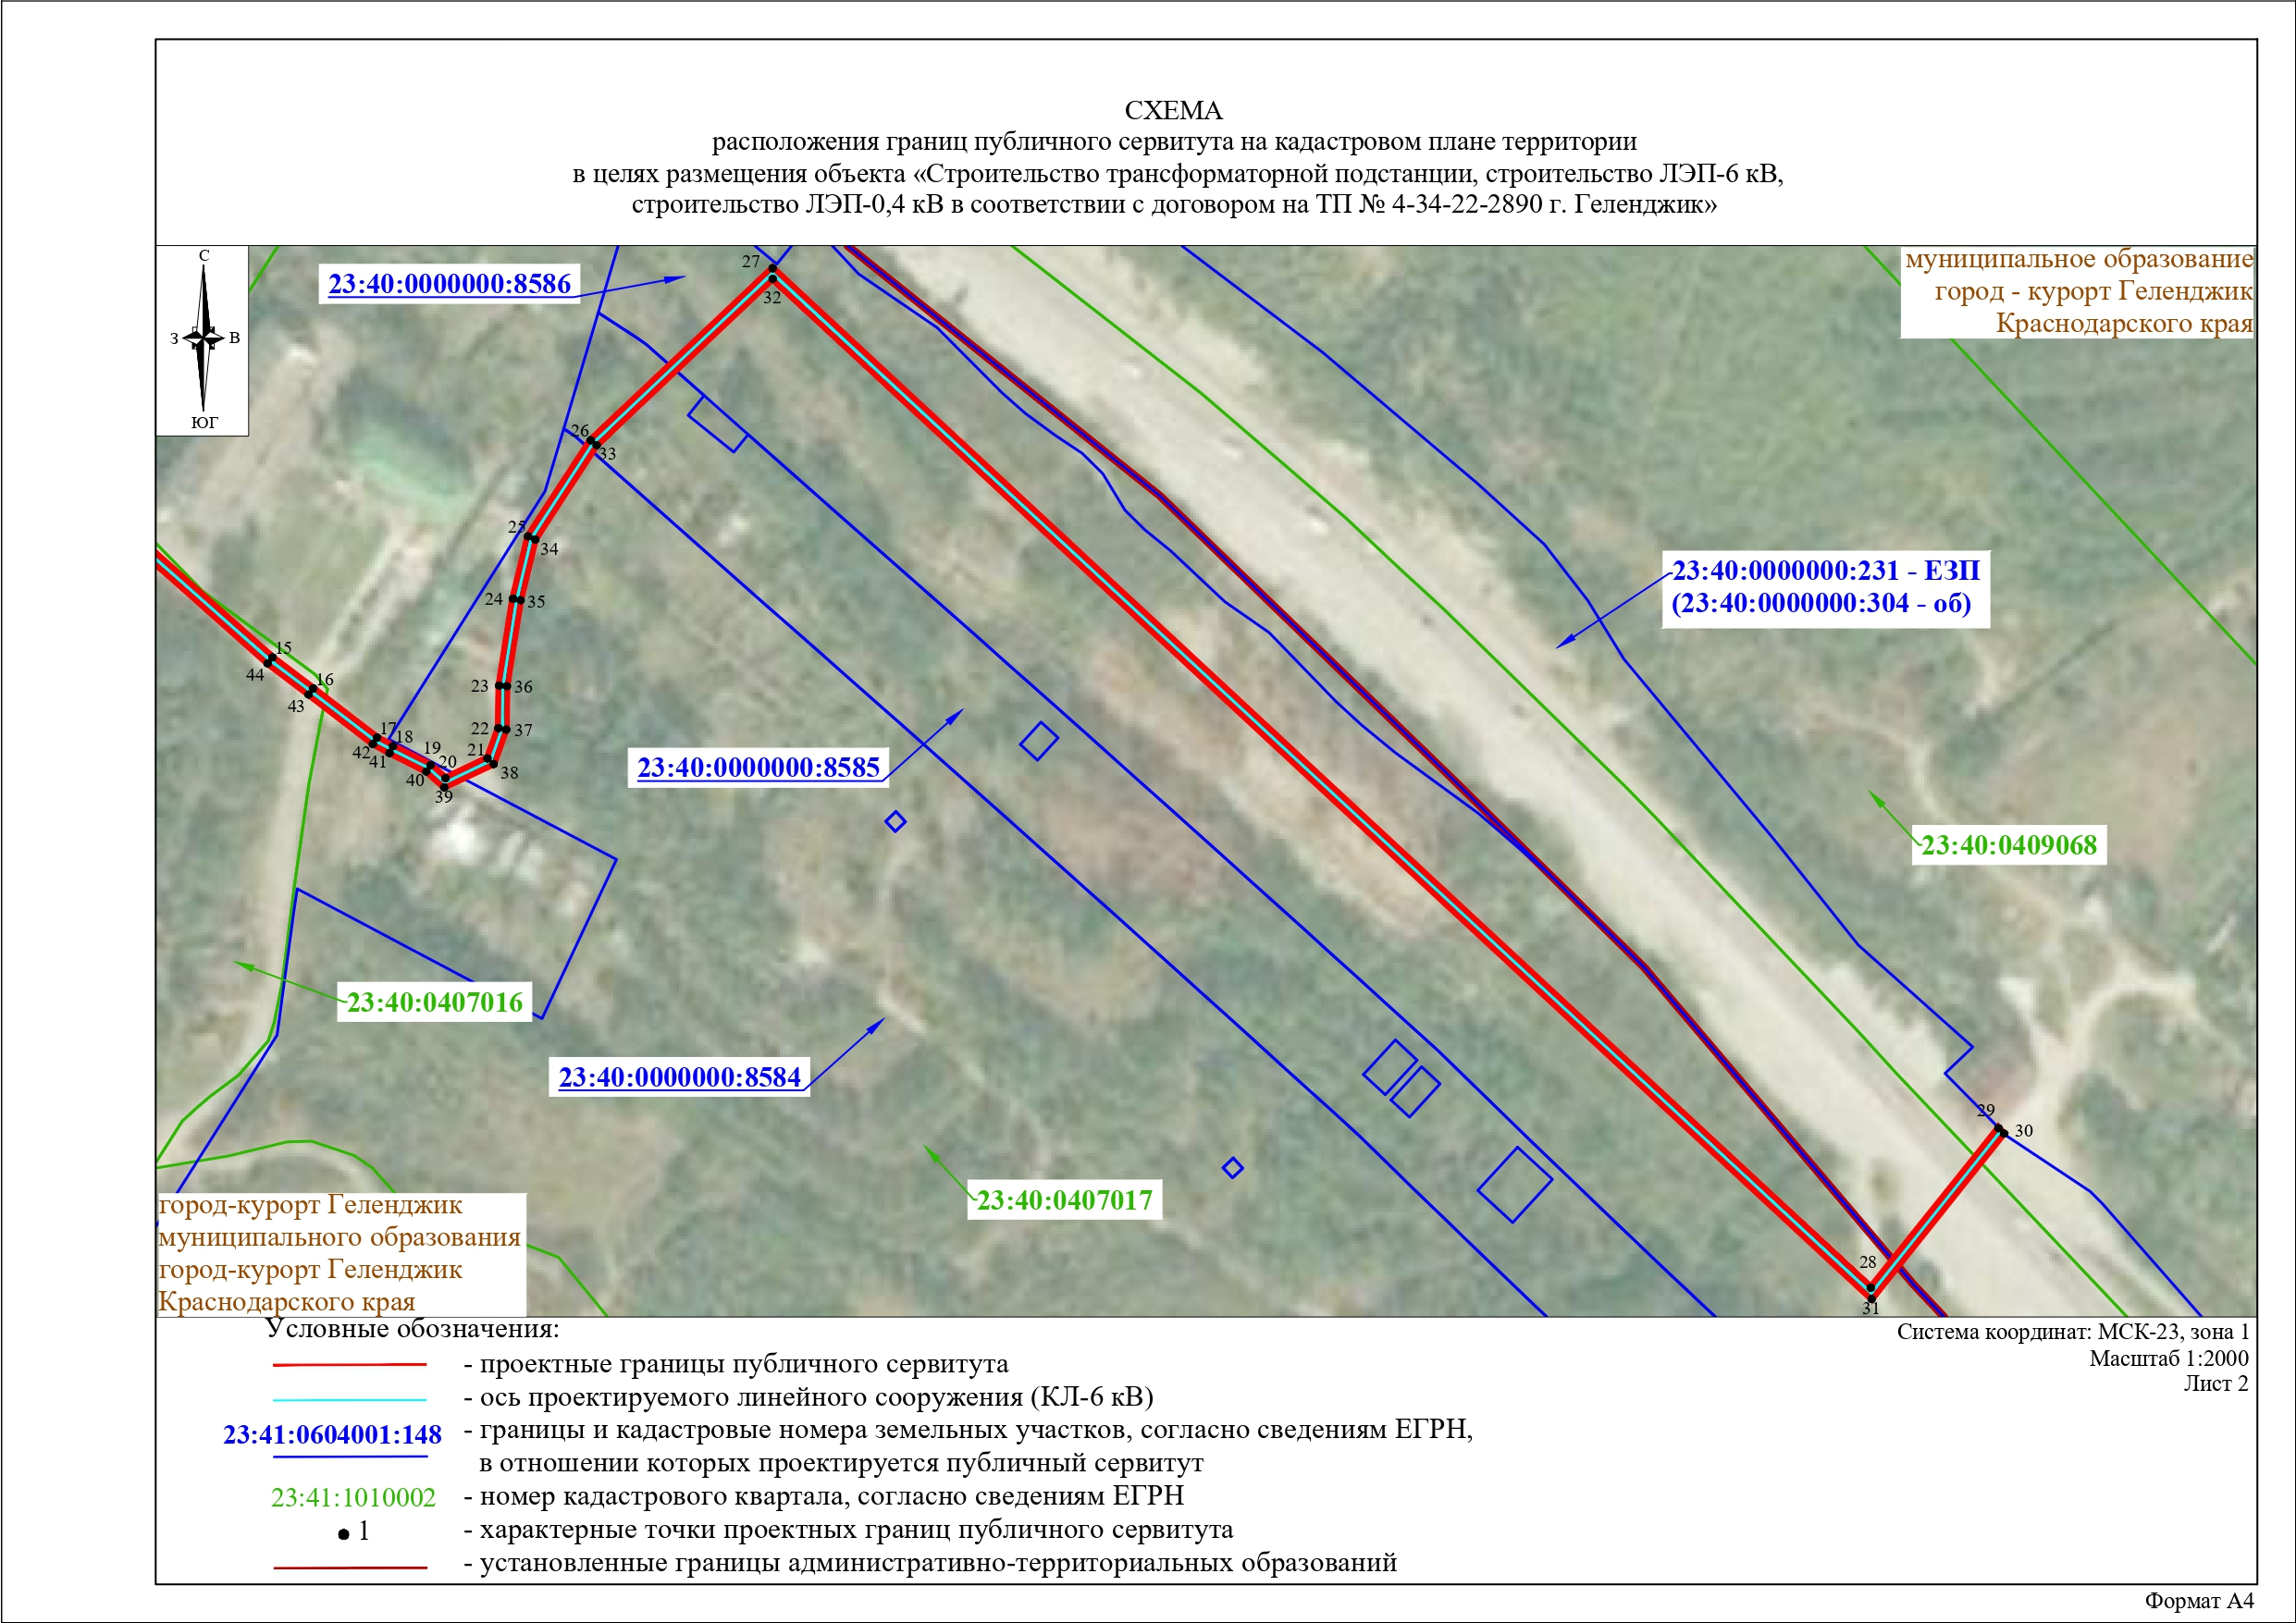 СХЕМА
расположения границ публичного сервитута на кадастровом плане территории
в целях размещения объекта «Строительство трансформаторной подстанции, строительство ЛЭП-6 кВ,
строительство ЛЭП-0,4 кВ в соответствии с договором на ТП № 4-34-22-2890 г. Геленджик»
С
З
В
ЮГ
23:40:0000000:8586
27
32
муниципальное образование
город - курорт Геленджик
Краснодарского края
26
33
25
34
24
35
23:40:0000000:231 - ЕЗП
(23:40:0000000:304 - об)
15
44
16
43
23
36
22
37
17
18
42
41
19
20
21
38
40
39
23:40:0000000:8585
23:40:0409068
23:40:0407016
23:40:0000000:8584
29
30
23:40:0407017
город-курорт Геленджик
муниципального образования
город-курорт Геленджик
Краснодарского края
28
31
Условные обозначения:
- проектные границы публичного сервитута
- ось проектируемого линейного сооружения (КЛ-6 кВ)
23:41:0604001:148 - границы и кадастровые номера земельных участков, согласно сведениям ЕГРН,
в отношении которых проектируется публичный сервитут
23:41:1010002 - номер кадастрового квартала, согласно сведениям ЕГРН
1 - характерные точки проектных границ публичного сервитута
- установленные границы административно-территориальных образований
Система координат: МСК-23, зона 1
Масштаб 1:2000
Лист 2
Формат А4